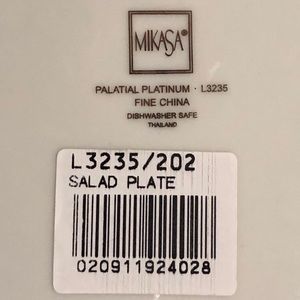 MIKASA®
PALATIAL PLATINUM · L3235
FINE CHINA
DISHWASHER SAFE
THAILAND
L3235/202
SALAD PLATE
020911924028